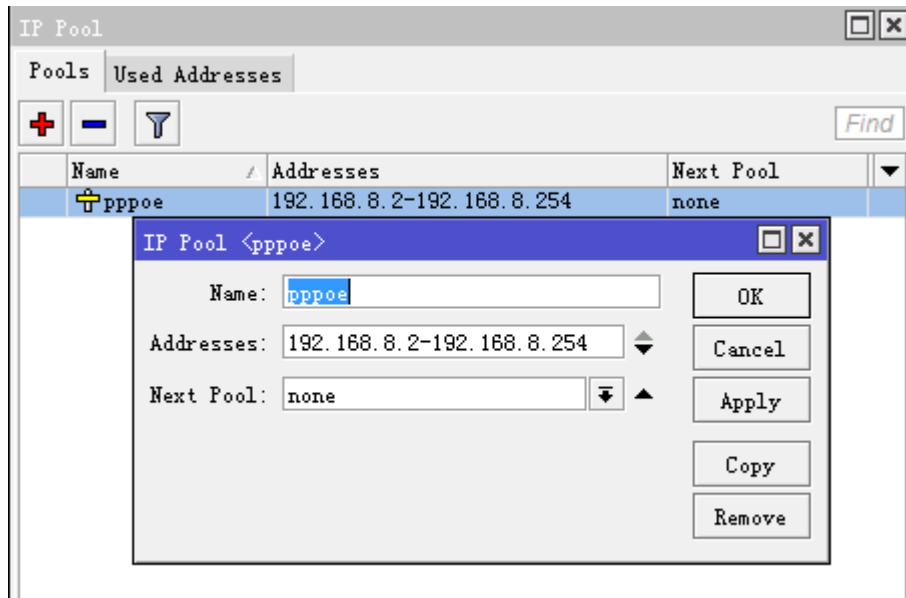 IP Pool
Pools Used Addresses
Find
Name Addresses Next Pool
pppoe 192.168.8.2-192.168.8.254 none
IP Pool <pppoe>
Name: pppoe OK
Addresses: 192.168.8.2-192.168.8.254 Cancel
Next Pool: none Apply
Copy
Remove